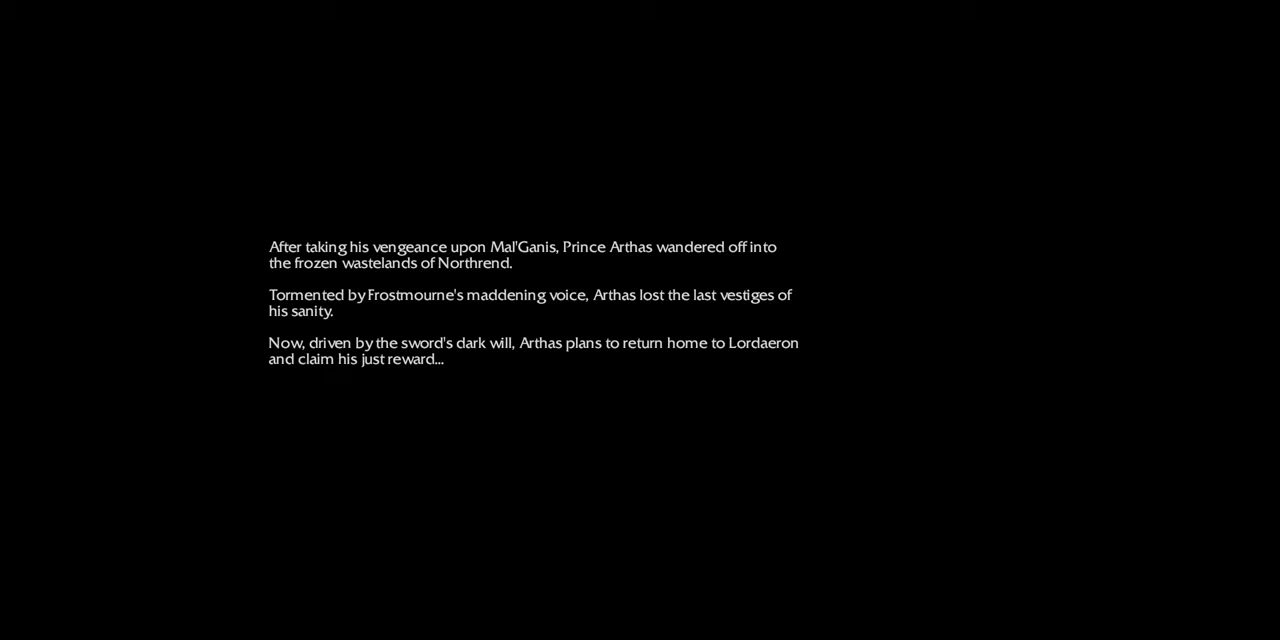 After taking his vengeance upon Mal'Ganis, Prince Arthas wandered off into
the frozen wastelands of Northrend.
Tormented by Frostmourne's maddening voice, Arthas lost the last vestiges of
his sanity.
Now, driven by the sword's dark will, Arthas plans to return home to Lordaeron
and claim his just reward...